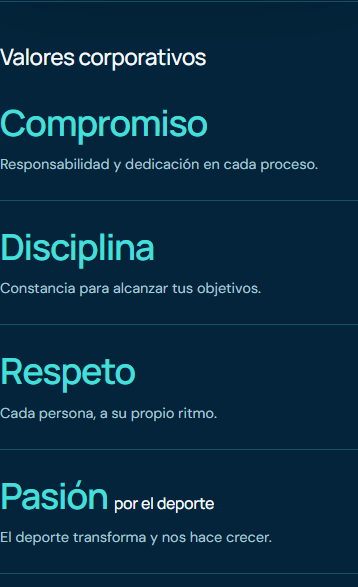 Valores corporativos
Compromiso
Responsabilidad y dedicación en cada proceso.
Disciplina
Constancia para alcanzar tus objetivos.
Respeto
Cada persona, a su propio ritmo.
Pasión por el deporte
El deporte transforma y nos hace crecer.